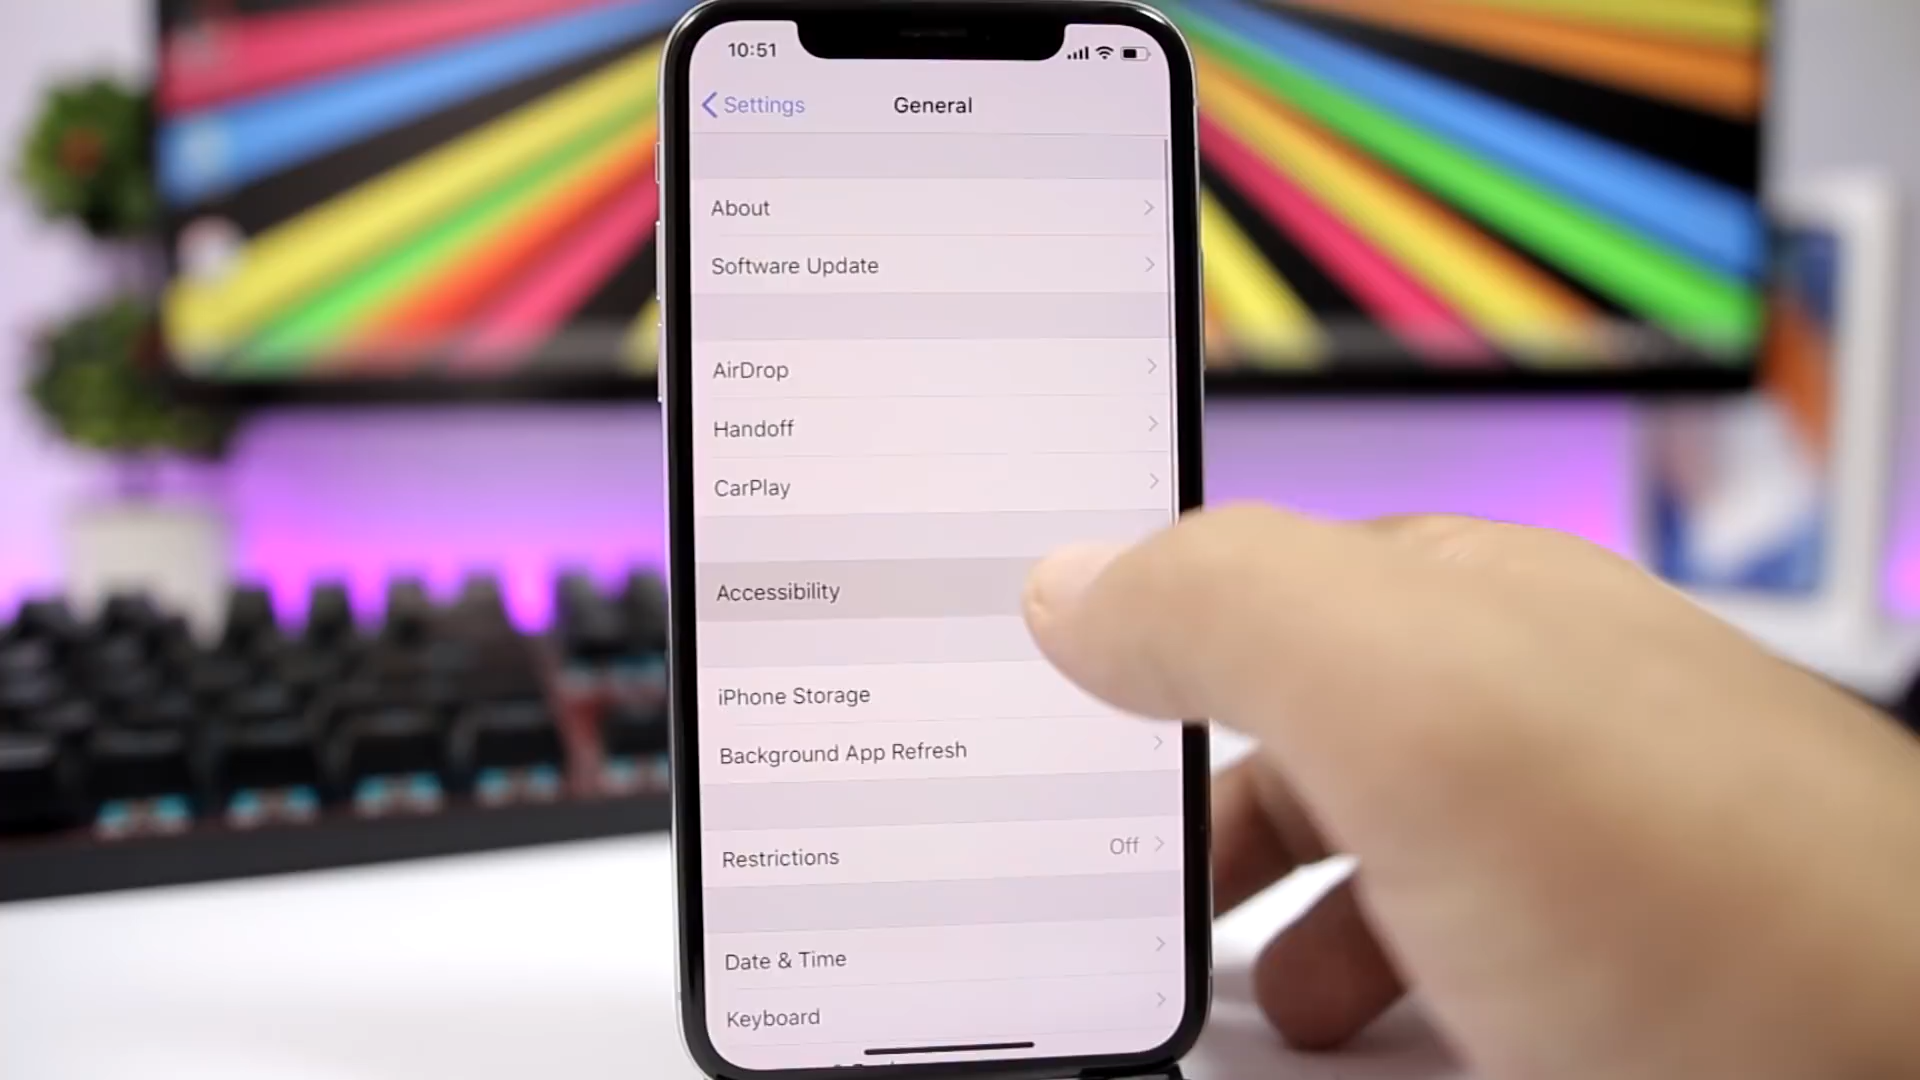 10:51
Settings
General
About
Software Update
AirDrop
Handoff
CarPlay
Accessibility
iPhone Storage
Background App Refresh
Restrictions Off
Date & Time
Keyboard